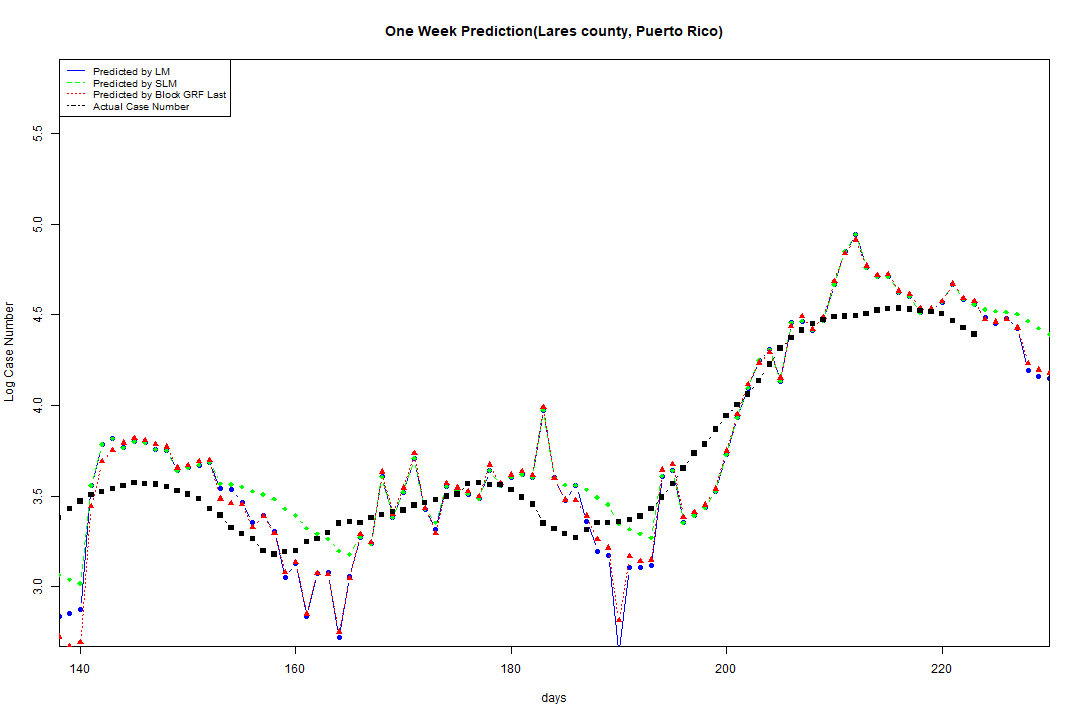 One Week Prediction(Lares county, Puerto Rico)
Predicted by LM
Predicted by SLM
Predicted by Block GRF Last
Actual Case Number
5.5
5.0
4.5
4.0
3.5
3.0
Log Case Number
140 160 180 200 220
days